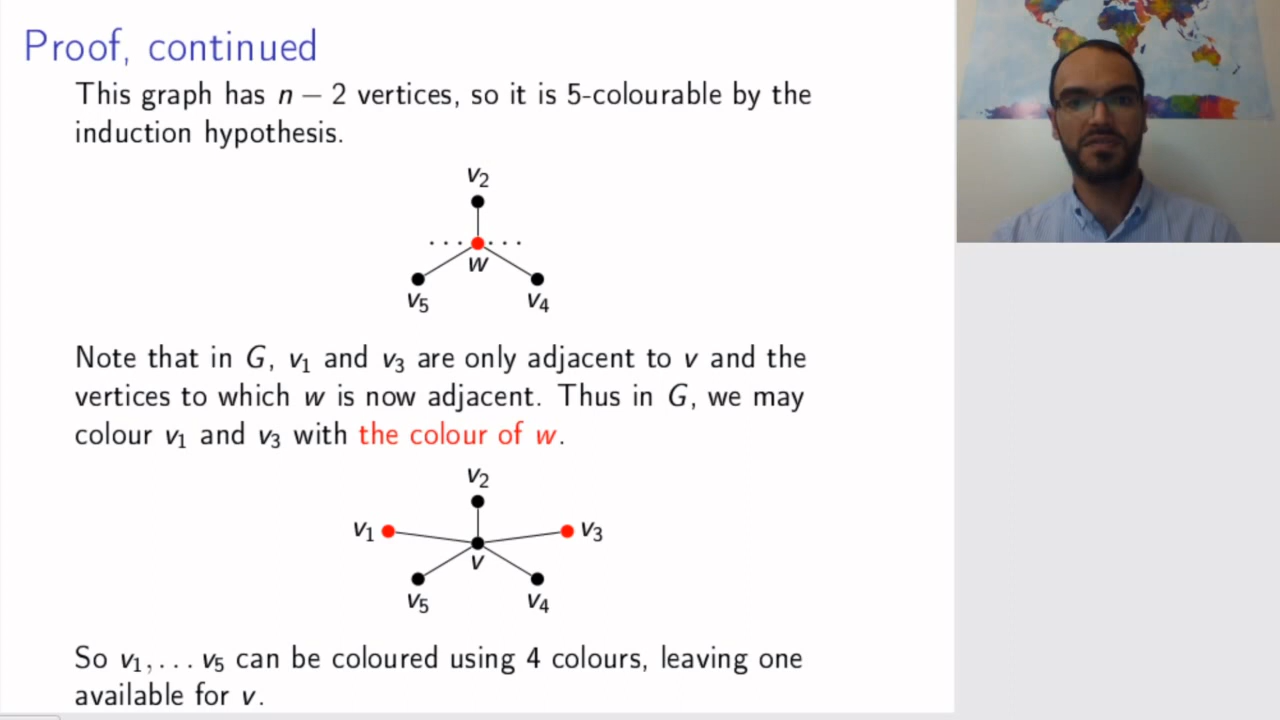 Proof, continued
This graph has n − 2 vertices, so it is 5-colourable by the
induction hypothesis.
v₂
··· ···
w
v₅ v₄
Note that in G, v₁ and v₃ are only adjacent to v and the
vertices to which w is now adjacent. Thus in G, we may
colour v₁ and v₃ with the colour of w.
v₂
v₁ v₃
v
v₅ v₄
So v₁, . . . v₅ can be coloured using 4 colours, leaving one
available for v.